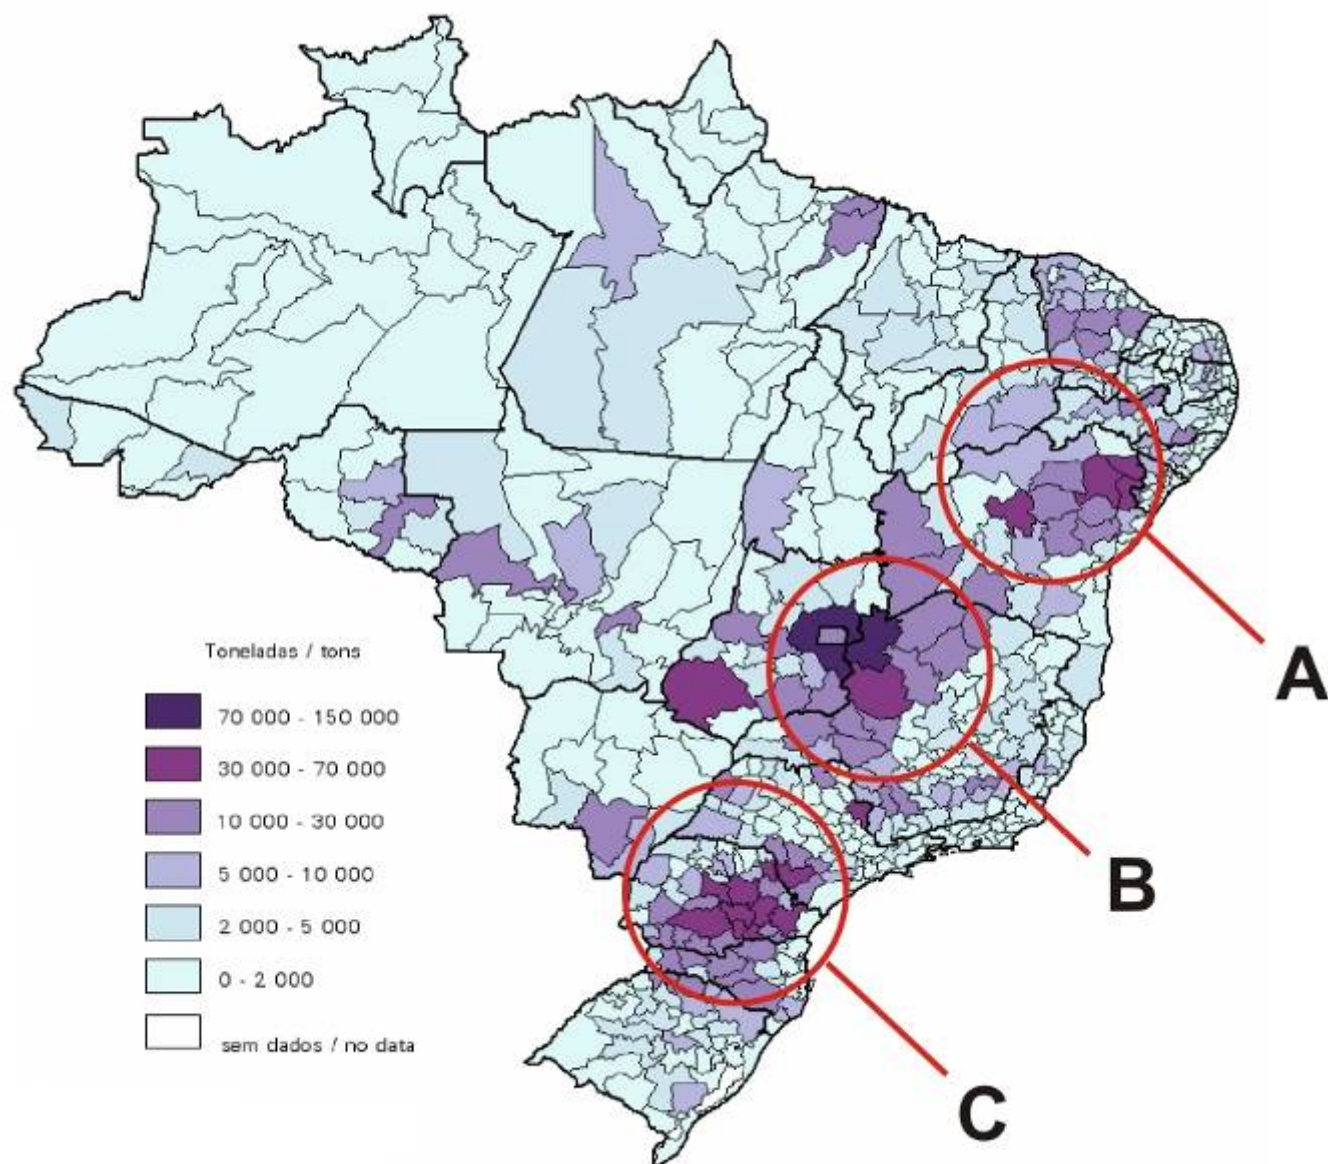 Toneladas / tons
70 000 - 150 000
30 000 - 70 000
10 000 - 30 000
5 000 - 10 000
2 000 - 5 000
0 - 2 000
sem dados / no data
A
B
C